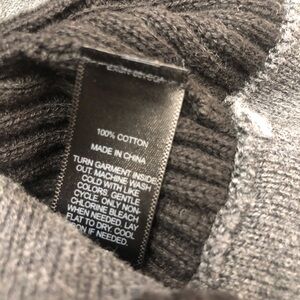 100% COTTON
MADE IN CHINA
TURN GARMENT INSIDE
OUT. MACHINE WASH
COLD WITH LIKE
COLORS. GENTLE
CYCLE. ONLY NON-
CHLORINE BLEACH
WHEN NEEDED. LAY
FLAT TO DRY. COOL
IRON IF NEEDED.